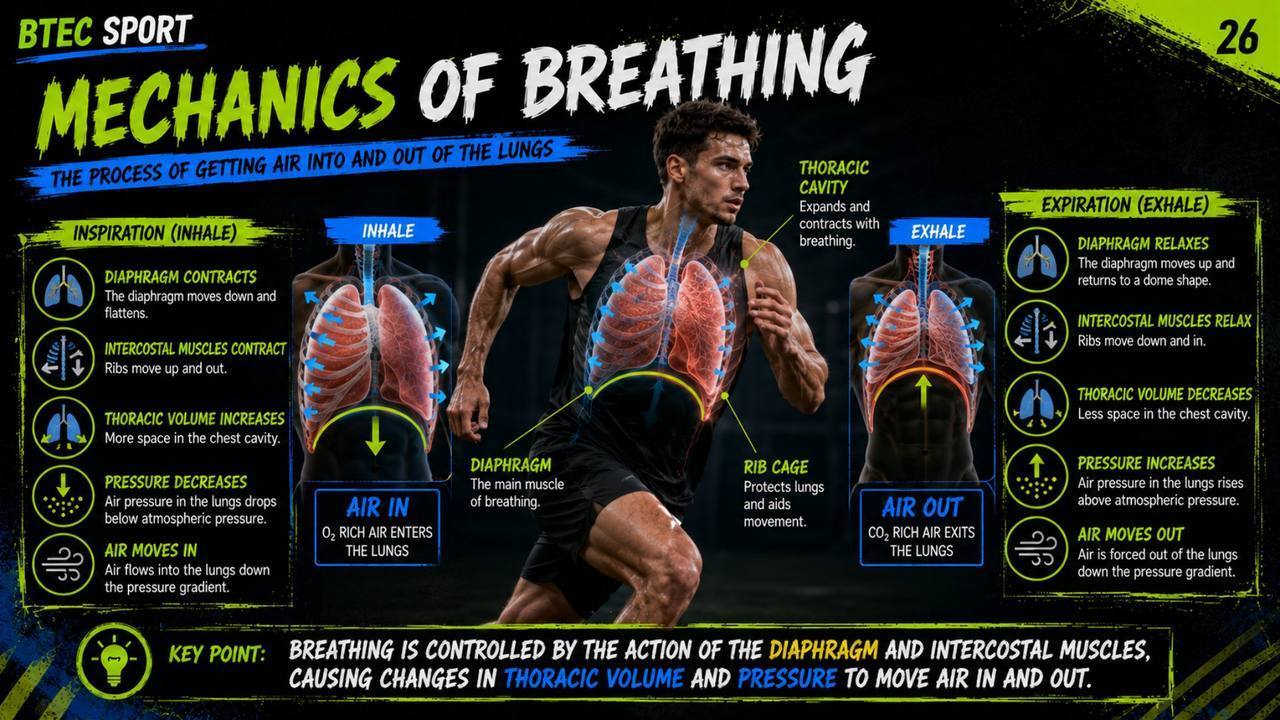 BTEC SPORT
26
MECHANICS OF BREATHING
THE PROCESS OF GETTING AIR INTO AND OUT OF THE LUNGS
INSPIRATION (INHALE)
DIAPHRAGM CONTRACTS
The diaphragm moves down and
flattens.
INTERCOSTAL MUSCLES CONTRACT
Ribs move up and out.
THORACIC VOLUME INCREASES
More space in the chest cavity.
PRESSURE DECREASES
Air pressure in the lungs drops
below atmospheric pressure.
AIR MOVES IN
Air flows into the lungs down
the pressure gradient.
INHALE
AIR IN
O₂ RICH AIR ENTERS
THE LUNGS
DIAPHRAGM
The main muscle
of breathing.
THORACIC
CAVITY
Expands and
contracts with
breathing.
RIB CAGE
Protects lungs
and aids
movement.
EXHALE
AIR OUT
CO₂ RICH AIR EXITS
THE LUNGS
EXPIRATION (EXHALE)
DIAPHRAGM RELAXES
The diaphragm moves up and
returns to a dome shape.
INTERCOSTAL MUSCLES RELAX
Ribs move down and in.
THORACIC VOLUME DECREASES
Less space in the chest cavity.
PRESSURE INCREASES
Air pressure in the lungs rises
above atmospheric pressure.
AIR MOVES OUT
Air is forced out of the lungs
down the pressure gradient.
KEY POINT:
BREATHING IS CONTROLLED BY THE ACTION OF THE DIAPHRAGM AND INTERCOSTAL MUSCLES,
CAUSING CHANGES IN THORACIC VOLUME AND PRESSURE TO MOVE AIR IN AND OUT.